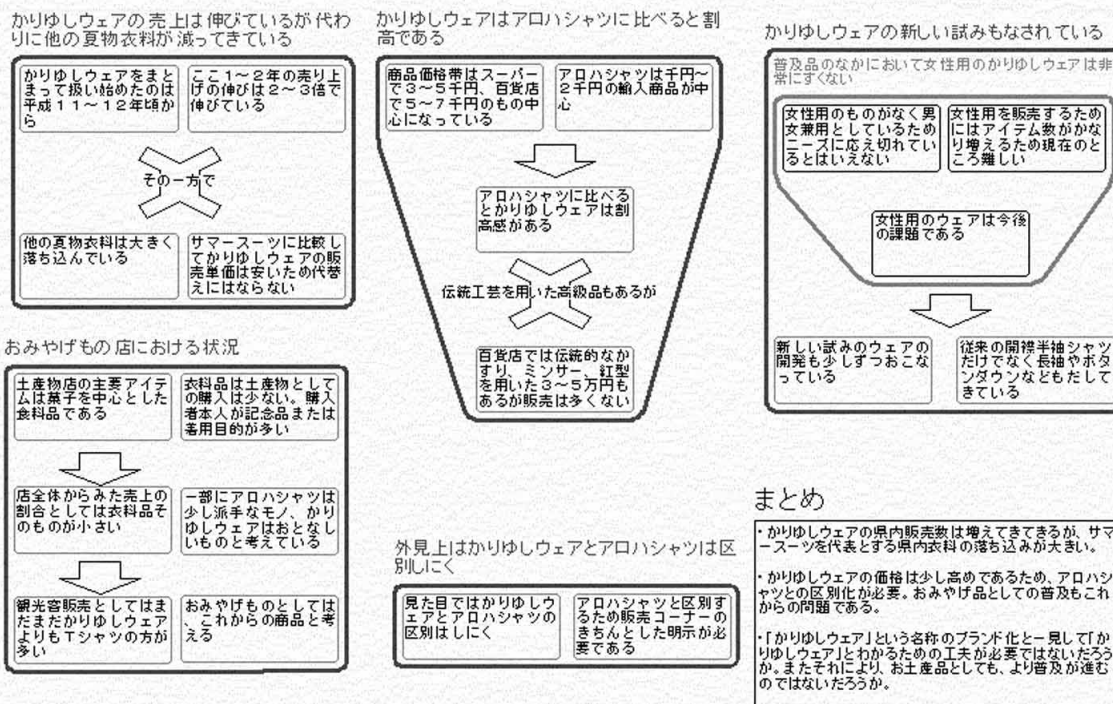 かりゆしウェアの売上は伸びているが代わ
りに他の夏物衣料が減ってきている
かりゆしウェアをまと
まって扱い始めたのは
平成11~12年頃か
ら
ここ1~2年の売り上
げの伸びは2~3倍で
伸びている
その一方で
他の夏物衣料は大きく
落ち込んでいる
サマースーツに比較し
てかりゆしウェアの販
売単価は安いため代替
えにはならない
おみやげもの店における状況
土産物店の主要アイテ
ムは菓子を中心とした
食料品である
衣料品は土産物として
の購入は少ない。購入
者本人が記念品または
着用目的が多い
店全体からみた売上の
割合としては衣料品そ
のものが小さい
一部にアロハシャツは
少し派手なモノ、かり
ゆしウェアはおとなし
いものと考えている
観光客販売としてはま
だまだかりゆしウェア
よりもTシャツの方が
多い
おみやげものとしては
、これからの商品と考
える
かりゆしウェアはアロハシャツに比べると割
高である
商品価格帯はスーパー
で3~5千円、百貨店
で5~7千円のもの中
心になっている
アロハシャツは千円~
2千円の輸入商品が中
心
アロハシャツに比べる
とかりゆしウェアは割
高感がある
伝統工芸を用いた高級品もあるが
百貨店では伝統的なか
すり、ミンサー、紅型
を用いた3~5万円も
あるが販売は多くない
外見上はかりゆしウェアとアロハシャツは区
別しにく
見た目ではかりゆしウ
ェアとアロハシャツの
区別はしにく
アロハシャツと区別す
るため販売コーナーの
きちんとした明示が必
要である
かりゆしウェアの新しい試みもなされている
普及品のなかにおいて女性用のかりゆしウェアは非
常にすくない
女性用のものがなく男
女兼用としているため
ニーズに応え切れてい
るとはいえない
女性用を販売するため
にはアイテム数がかな
り増えるため現在のと
ころ難しい
女性用のウェアは今後
の課題である
新しい試みのウェアの
開発も少しずつおこな
っている
従来の開襟半袖シャツ
だけでなく長袖やボタ
ンダウンなどもだして
きている
まとめ
・かりゆしウェアの県内販売数は増えてきてきるが、サマ
ースーツを代表とする県内衣料の落ち込みが大きい。
・かりゆしウェアの価格は少し高めであるため、アロハシ
ャツとの区別化が必要。おみやげ品としての普及もこれ
からの問題である。
・「かりゆしウェア」という名称のブランド化と一見して「か
りゆしウェア」とわかるための工夫が必要ではないだろう
か。またそれにより、お土産品としても、より普及が進む
のではないだろうか。